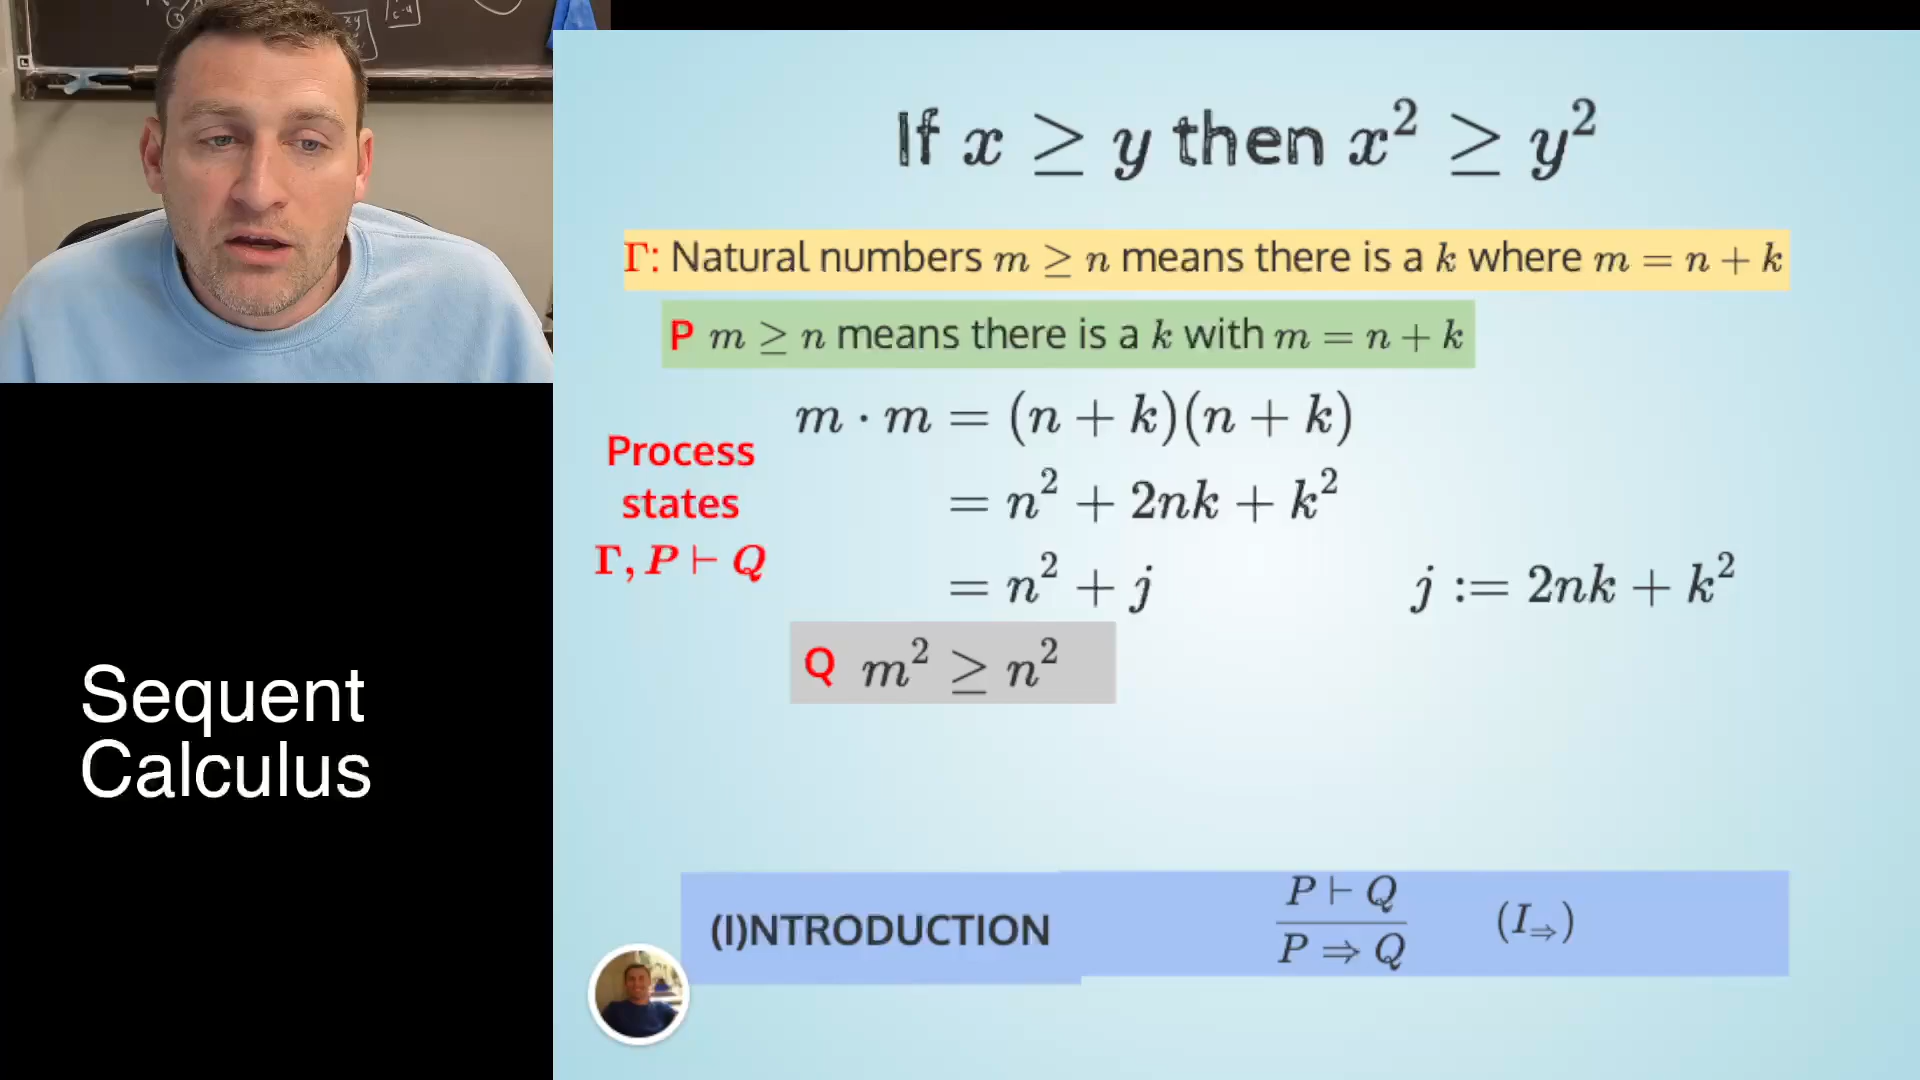 If x ≥ y then x² ≥ y²
Γ: Natural numbers m ≥ n means there is a k where m = n + k
P m ≥ n means there is a k with m = n + k
m · m = (n + k)(n + k)
= n² + 2nk + k²
= n² + j j := 2nk + k²
Process
states
Γ, P ⊢ Q
Q m² ≥ n²
Sequent
Calculus
(I)NTRODUCTION
P ⊢ Q
P ⇒ Q
(I⇒)